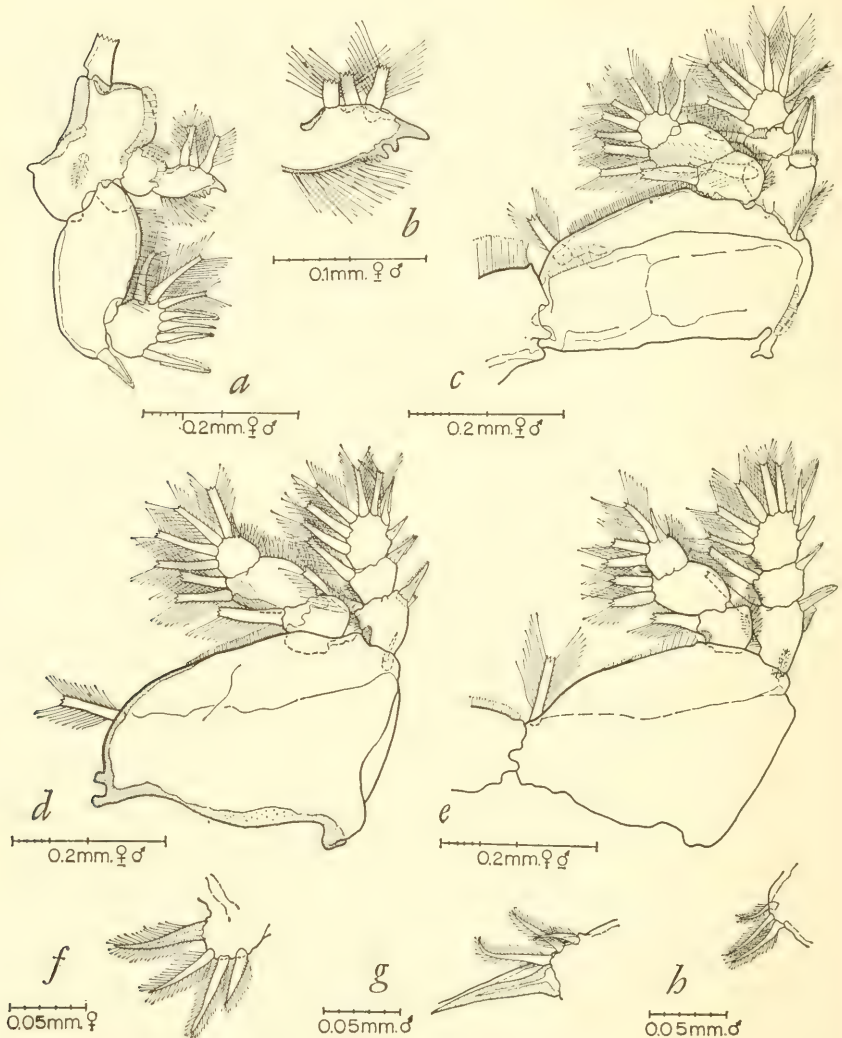 a
0.2mm. ♀ ♂
b
0.1mm. ♀ ♂
c
0.2mm. ♀ ♂
d
0.2mm. ♀ ♂
e
0.2mm. ♀ ♂
f
0.05mm. ♀
g
0.05mm. ♂
h
0.05mm. ♂